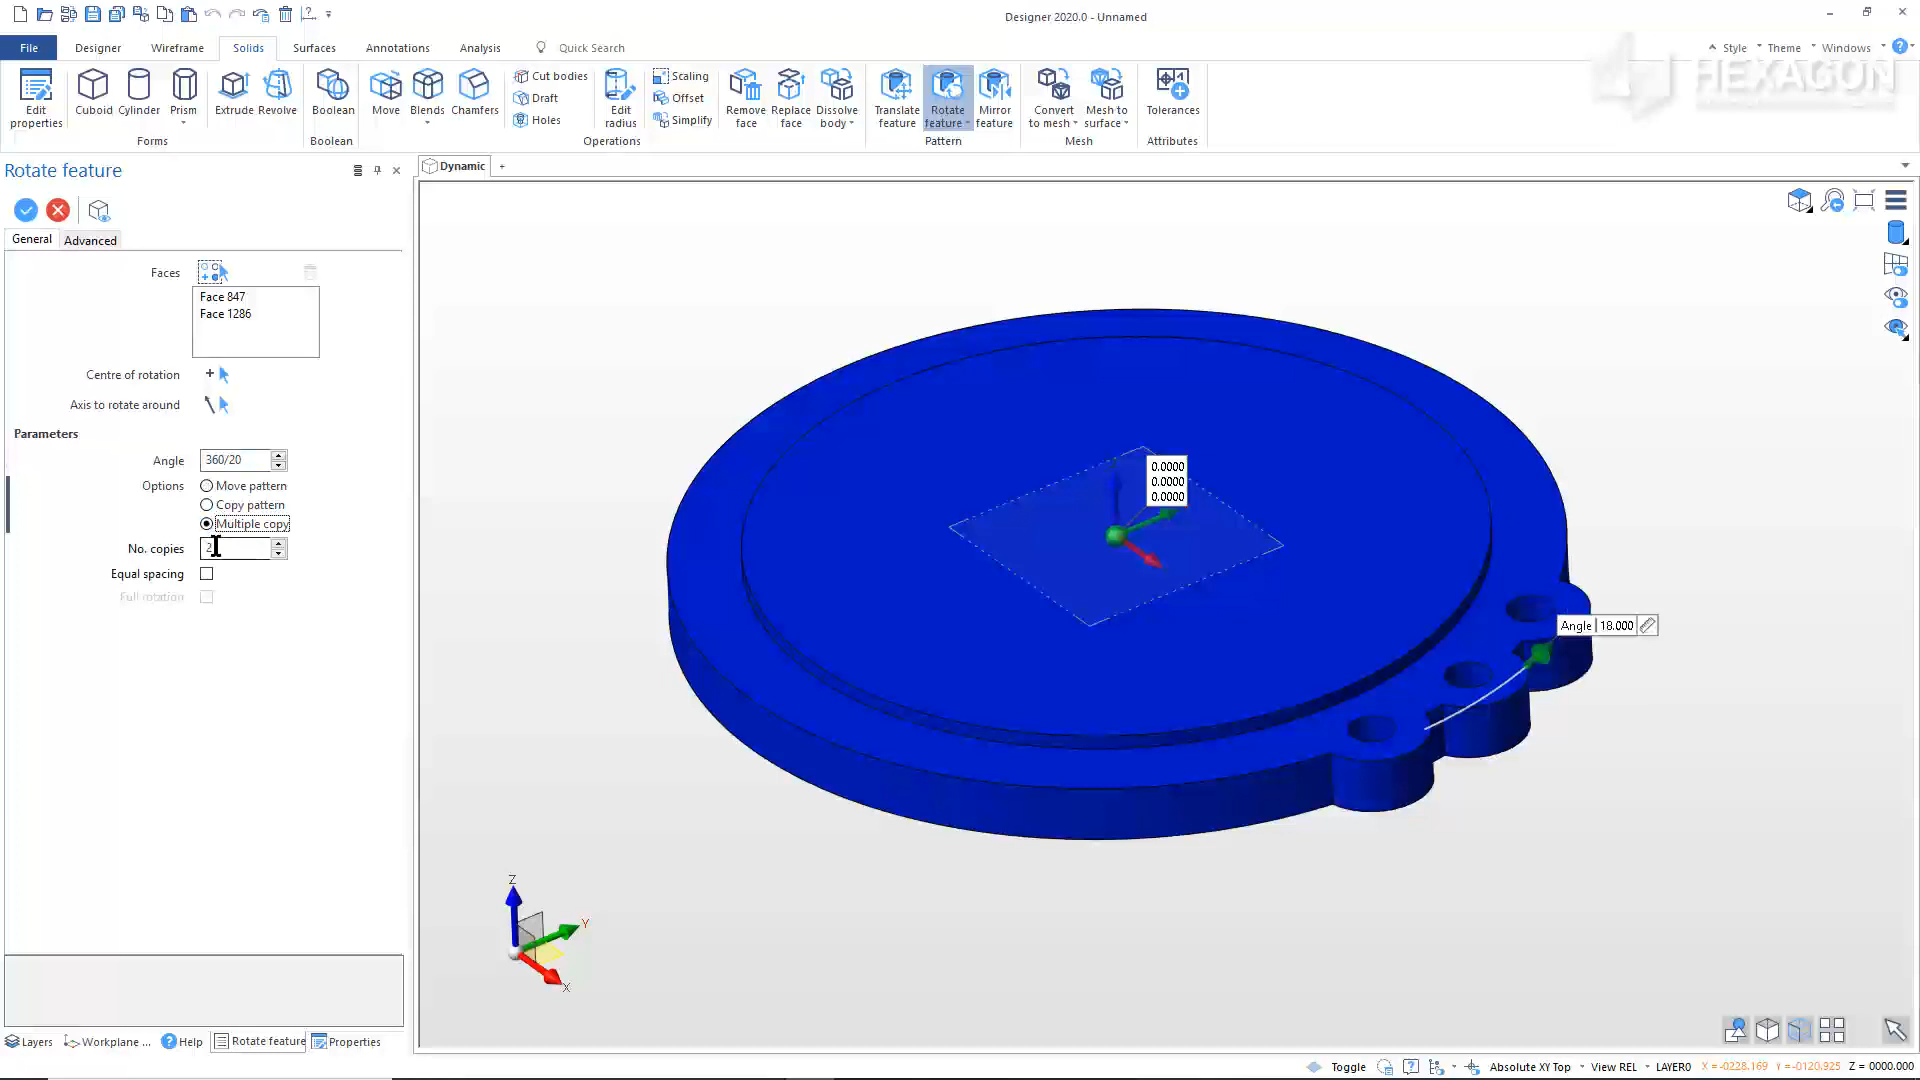 Designer 2020.0 - Unnamed
File Designer Wireframe Solids Surfaces Annotations Analysis Quick Search Style Theme Windows
HEXAGON
Edit properties Cuboid Cylinder Prism Extrude Revolve Boolean Move Blends Chamfers Cut bodies Draft Holes Edit radius Scaling Offset Simplify Remove face Replace face Dissolve body Translate feature Rotate feature Mirror feature Convert to mesh Mesh to surface Tolerances
Forms Boolean Operations Pattern Mesh Attributes
Rotate feature
Dynamic +
General Advanced
Faces
Face 847
Face 1286
Centre of rotation
Axis to rotate around
Parameters
Angle 360/20
Options Move pattern
Copy pattern
Multiple copy
No. copies 2
Equal spacing
Full rotation
0.0000
0.0000
0.0000
Angle 18.000
Z
Y
X
Layers Workplane ... Help Rotate feature Properties
Toggle Absolute XY Top View REL LAYER0 X = -0228.169 Y = -0120.925 Z = 0000.000